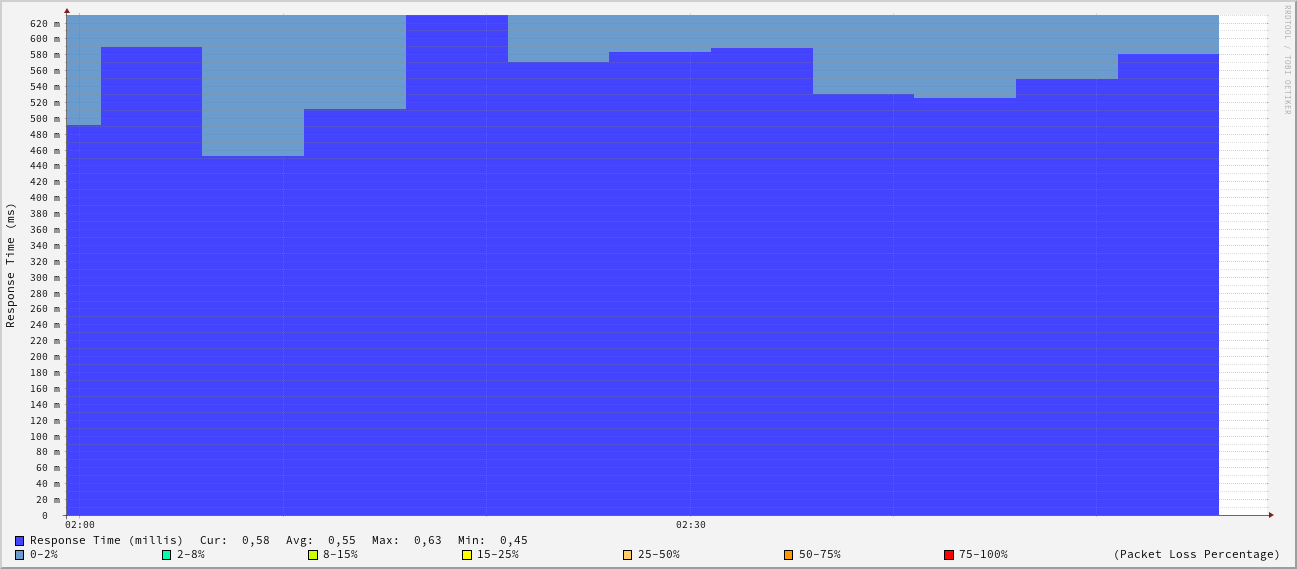 RRDTOOL / TOBI OETIKER
Response Time (ms)
620 m
600 m
580 m
560 m
540 m
520 m
500 m
480 m
460 m
440 m
420 m
400 m
380 m
360 m
340 m
320 m
300 m
280 m
260 m
240 m
220 m
200 m
180 m
160 m
140 m
120 m
100 m
80 m
60 m
40 m
20 m
0
02:00 02:30
Response Time (millis) Cur: 0,58 Avg: 0,55 Max: 0,63 Min: 0,45
0-2% 2-8% 8-15% 15-25% 25-50% 50-75% 75-100% (Packet Loss Percentage)